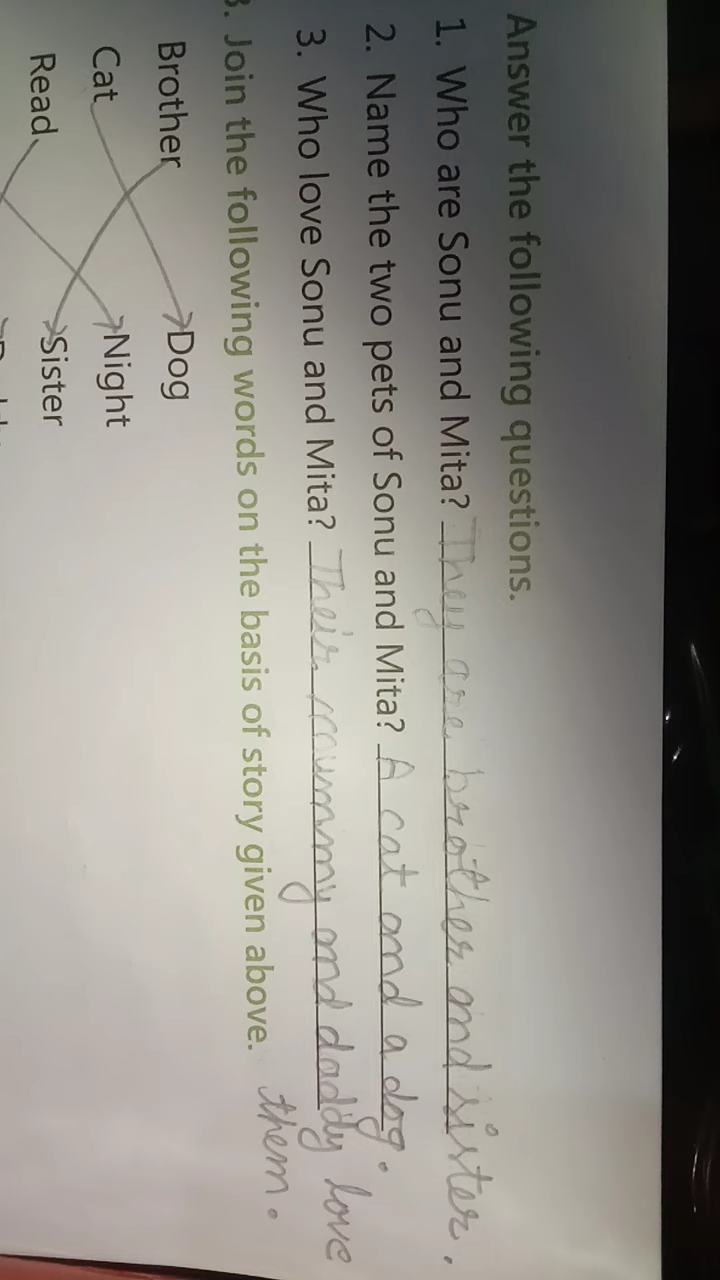 Answer the following questions.
1. Who are Sonu and Mita? They are brother and sister.
2. Name the two pets of Sonu and Mita? A cat and a dog.
3. Who love Sonu and Mita? Their mummy and daddy love
them.
3. Join the following words on the basis of story given above.
Brother Dog
Cat Night
Read Sister